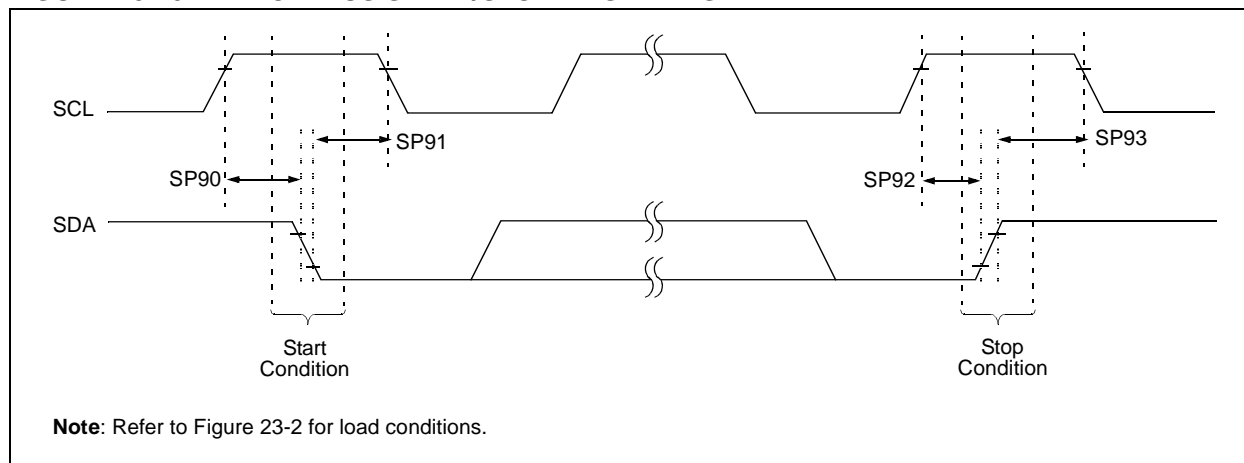 SCL
SP91
SP93
SP90
SP92
SDA
Start
Condition
Stop
Condition
Note: Refer to Figure 23-2 for load conditions.